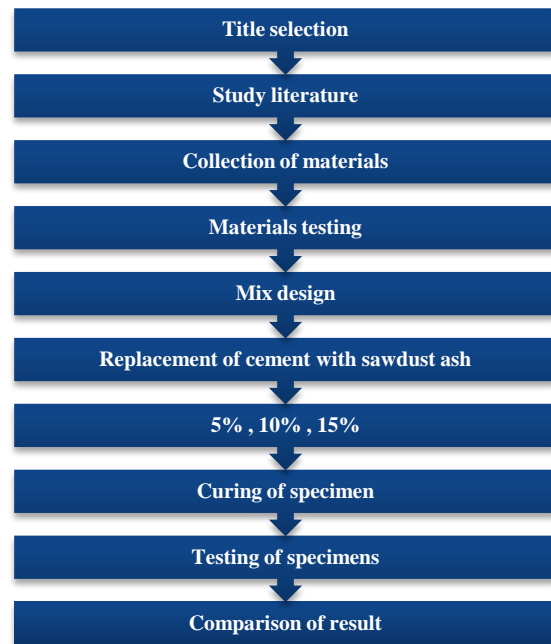 Title selection
Study literature
Collection of materials
Materials testing
Mix design
Replacement of cement with sawdust ash
5% , 10% , 15%
Curing of specimen
Testing of specimens
Comparison of result